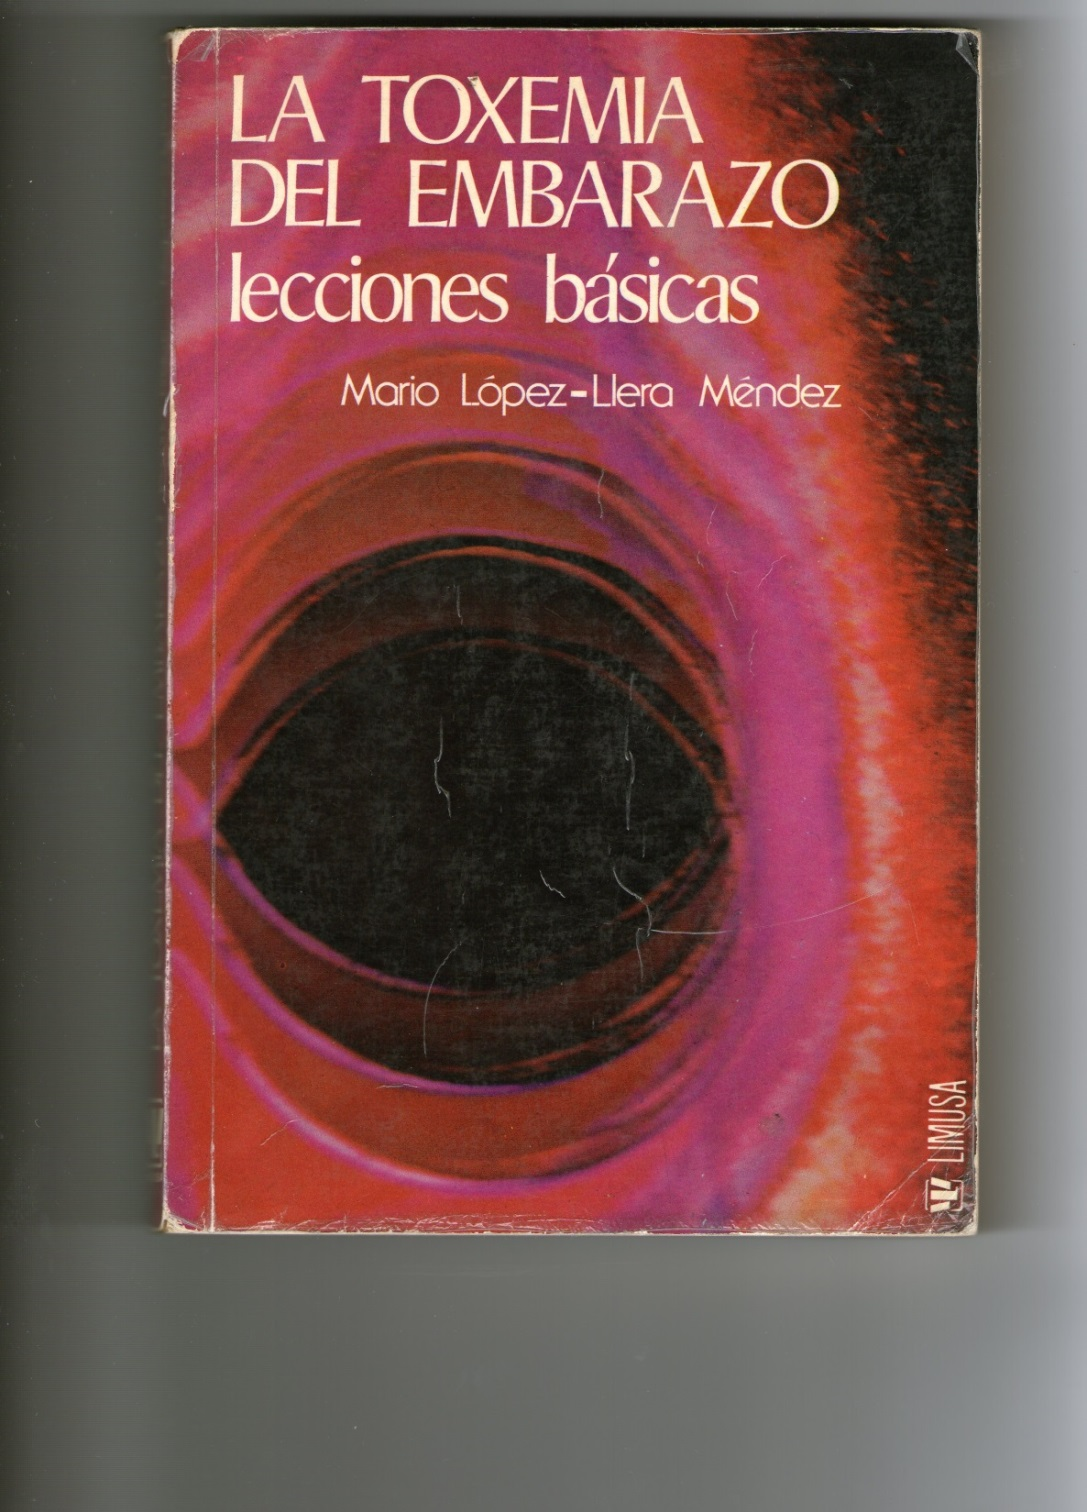 LA TOXEMIA
DEL EMBARAZO
lecciones básicas
Mario López-Llera Méndez
LIMUSA